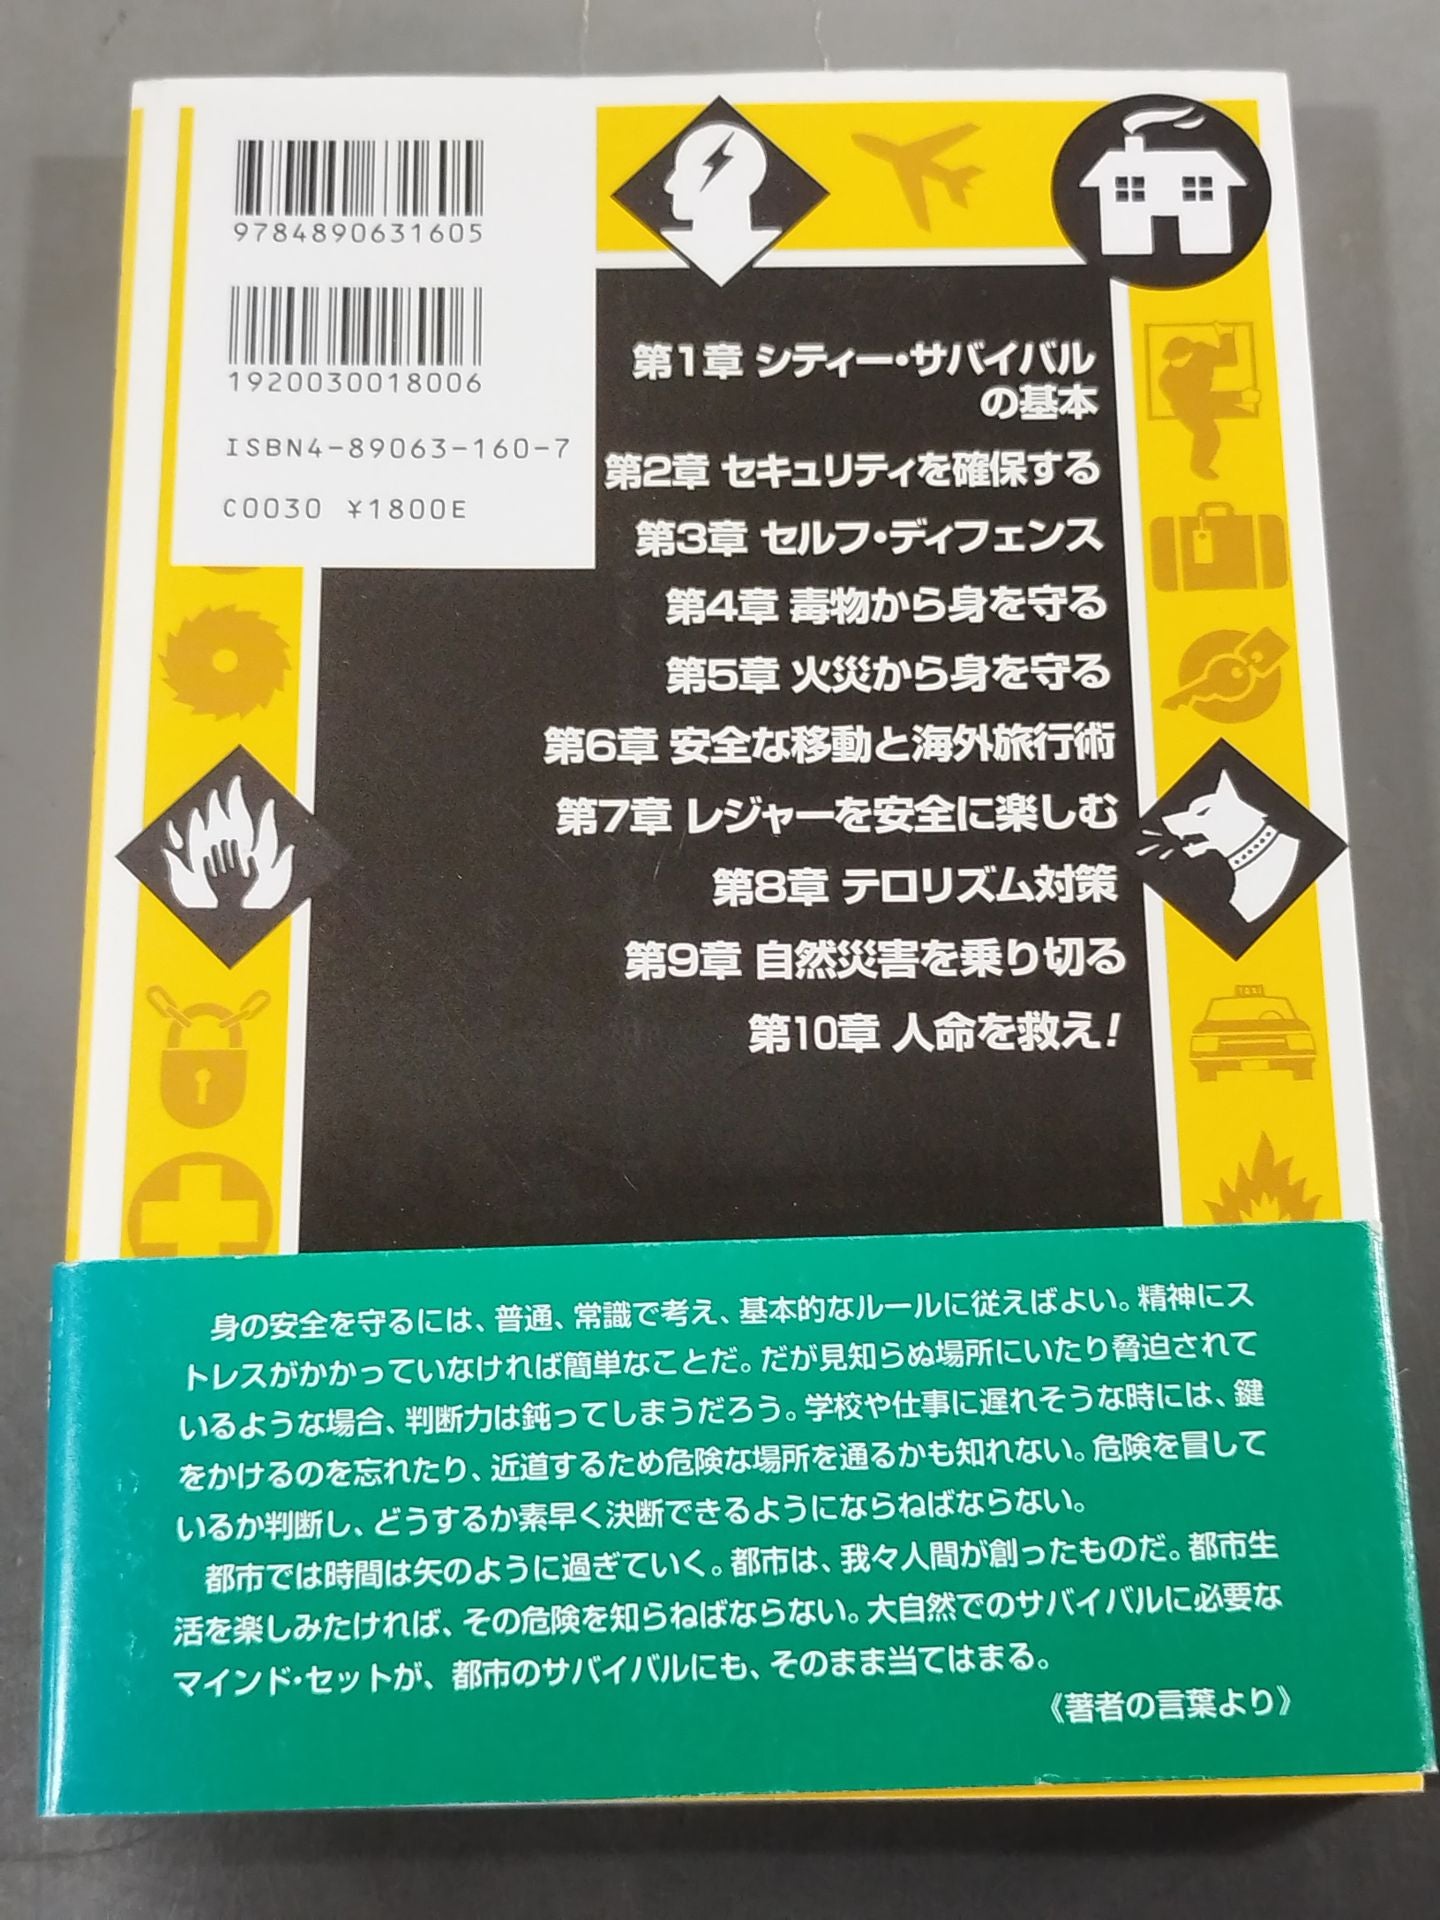 9784890631605
1920030018006
ISBN4-89063-160-7
C0030 ¥1800E
第1章 シティー・サバイバル
の基本
第2章 セキュリティを確保する
第3章 セルフ・ディフェンス
第4章 毒物から身を守る
第5章 火災から身を守る
第6章 安全な移動と海外旅行術
第7章 レジャーを安全に楽しむ
第8章 テロリズム対策
第9章 自然災害を乗り切る
第10章 人命を救え!
TAXI
身の安全を守るには、普通、常識で考え、基本的なルールに従えばよい。精神にス
トレスがかかっていなければ簡単なことだ。だが見知らぬ場所にいたり脅迫されて
いるような場合、判断力は鈍ってしまうだろう。学校や仕事に遅れそうな時には、鍵
をかけるのを忘れたり、近道するため危険な場所を通るかも知れない。危険を冒して
いるか判断し、どうするか素早く決断できるようにならねばならない。
都市では時間は矢のように過ぎていく。都市は、我々人間が創ったものだ。都市生
活を楽しみたければ、その危険を知らねばならない。大自然でのサバイバルに必要な
マインド・セットが、都市のサバイバルにも、そのまま当てはまる。
《著者の言葉より》